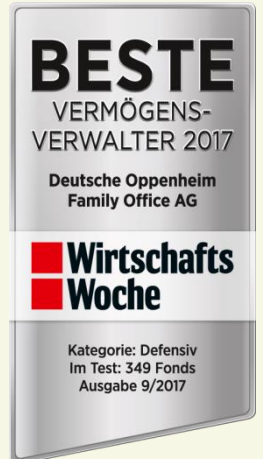 BESTE
VERMÖGENS-
VERWALTER 2017
Deutsche Oppenheim
Family Office AG
Wirtschafts
Woche
Kategorie: Defensiv
Im Test: 349 Fonds
Ausgabe 9/2017